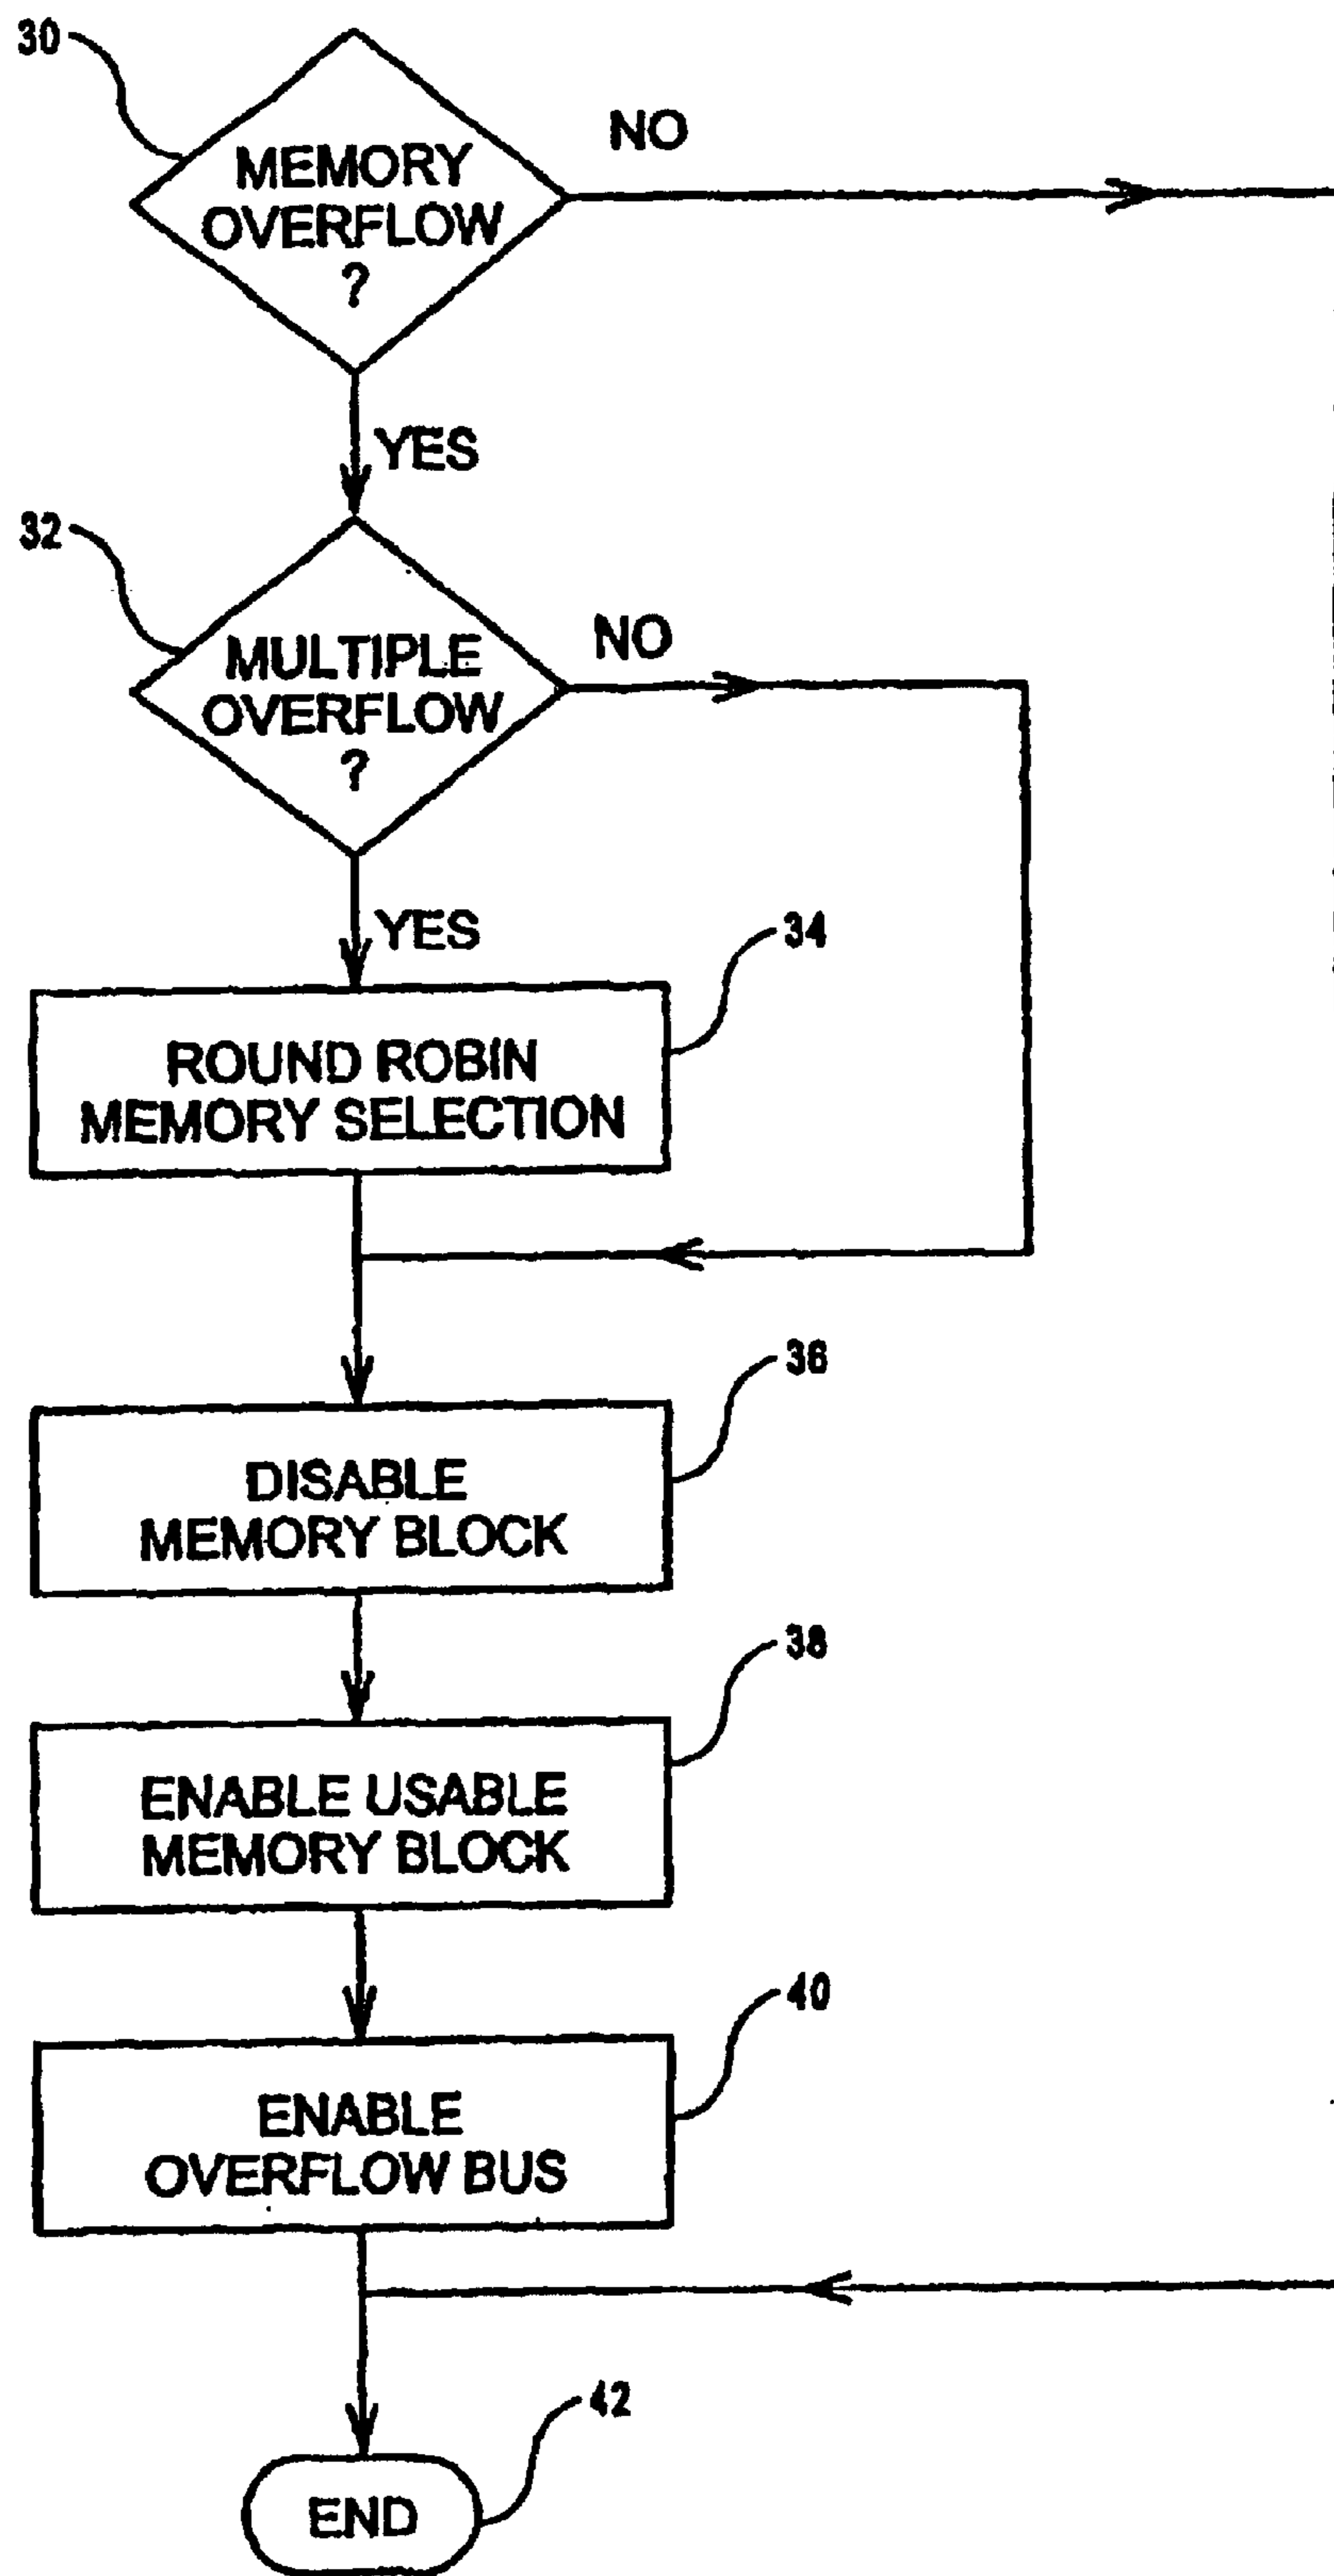 30
MEMORY
OVERFLOW
?
NO
YES
32
MULTIPLE
OVERFLOW
?
NO
YES
34
ROUND ROBIN
MEMORY SELECTION
36
DISABLE
MEMORY BLOCK
38
ENABLE USABLE
MEMORY BLOCK
40
ENABLE
OVERFLOW BUS
42
END